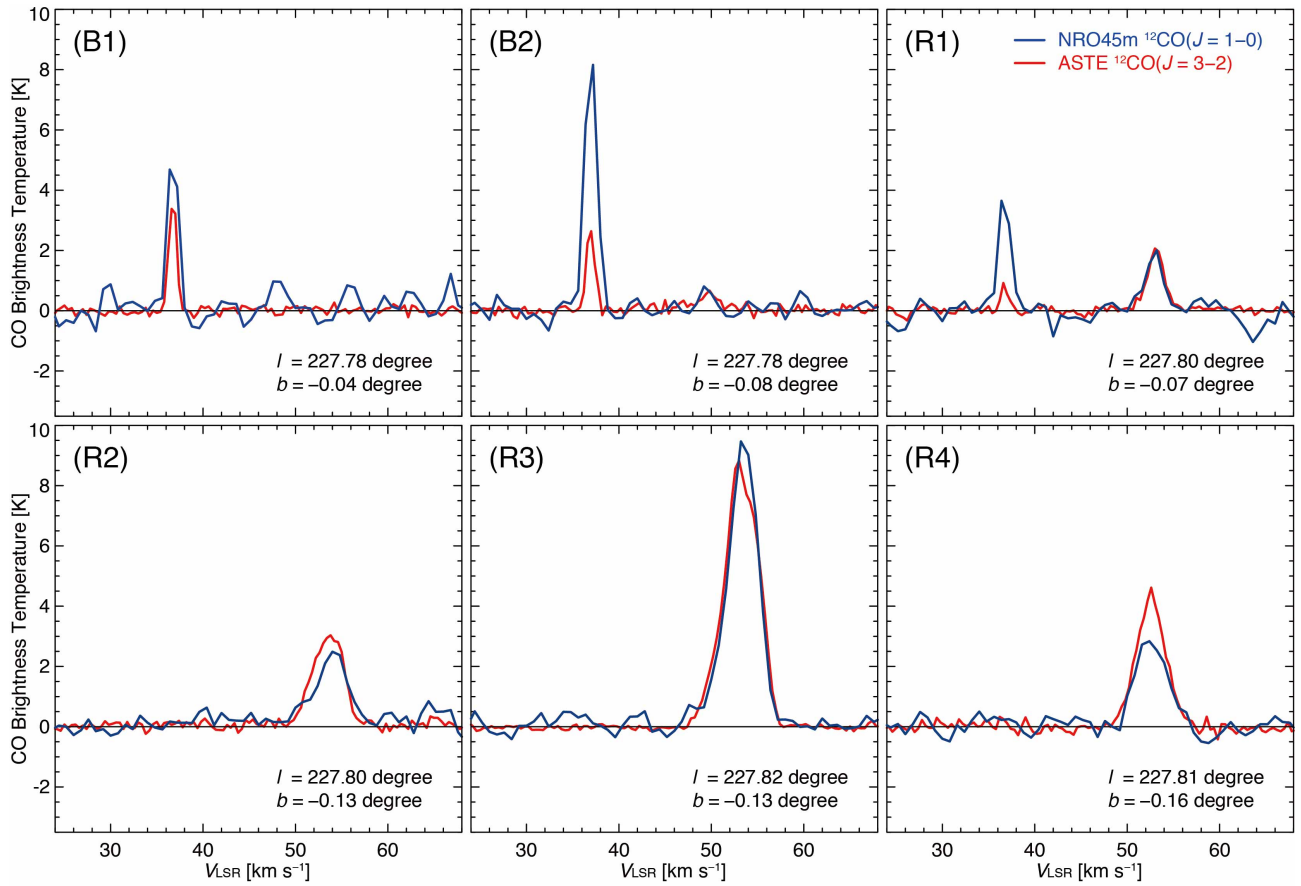 10
8
6
4
2
0
-2
CO Brightness Temperature [K]
(B1)
l = 227.78 degree
b = −0.04 degree
(B2)
l = 227.78 degree
b = −0.08 degree
(R1)
NRO45m ¹²CO(J = 1–0)
ASTE ¹²CO(J = 3–2)
l = 227.80 degree
b = −0.07 degree
10
8
6
4
2
0
-2
CO Brightness Temperature [K]
(R2)
l = 227.80 degree
b = −0.13 degree
(R3)
l = 227.82 degree
b = −0.13 degree
(R4)
l = 227.81 degree
b = −0.16 degree
30 40 50 60
30 40 50 60
30 40 50 60
VLSR [km s⁻¹]
VLSR [km s⁻¹]
VLSR [km s⁻¹]